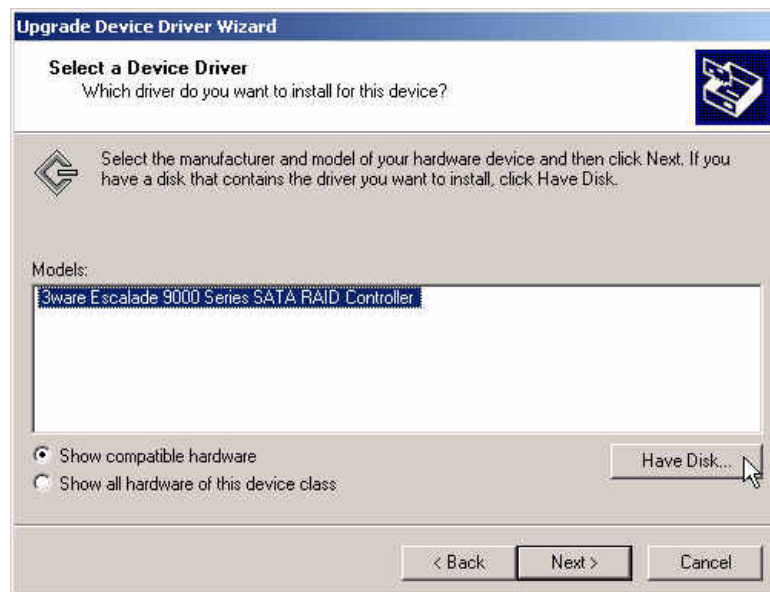 Upgrade Device Driver Wizard
Select a Device Driver
Which driver do you want to install for this device?
Select the manufacturer and model of your hardware device and then click Next. If you
have a disk that contains the driver you want to install, click Have Disk.
Models:
3ware Escalade 9000 Series SATA RAID Controller
Show compatible hardware
Show all hardware of this device class
Have Disk...
< Back
Next >
Cancel